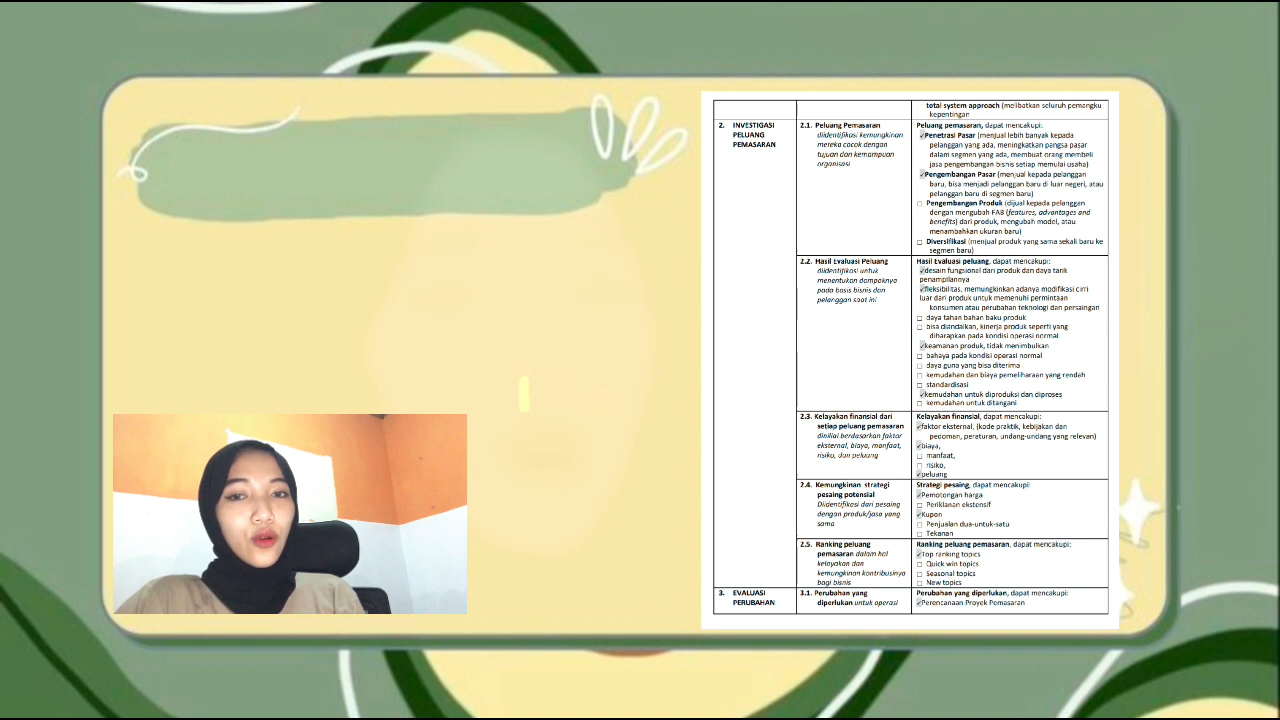 total system approach (melibatkan seluruh pemangku
kepentingan
2. INVESTIGASI
PELUANG
PEMASARAN
2.1. Peluang Pemasaran
diidentifikasi kemungkinan
mereka cocok dengan
tujuan dan kemampuan
organisasi
Peluang pemasaran, dapat mencakupi:
✓Penetrasi Pasar (menjual lebih banyak kepada
pelanggan yang ada, meningkatkan pangsa pasar
dalam segmen yang ada, membuat orang membeli
jasa pengembangan bisnis setiap memulai usaha)
✓Pengembangan Pasar (menjual kepada pelanggan
baru, bisa menjadi pelanggan baru di luar negeri, atau
pelanggan baru di segmen baru)
□ Pengembangan Produk (dijual kepada pelanggan
dengan mengubah FAB (features, advantages and
benefits) dari produk, mengubah model, atau
menambahkan ukuran baru)
□ Diversifikasi (menjual produk yang sama sekali baru ke
segmen baru)
2.2. Hasil Evaluasi Peluang
diidentifikasi untuk
menentukan dampaknya
pada basis bisnis dan
pelanggan saat ini
Hasil Evaluasi peluang, dapat mencakupi:
✓desain fungsional dari produk dan daya tarik
penampilannya
✓fleksibilitas, memungkinkan adanya modifikasi cirri
luar dari produk untuk memenuhi permintaan
konsumen atau perubahan teknologi dan persaingan
□ daya tahan bahan baku produk
□ bisa diandalkan, kinerja produk seperti yang
diharapkan pada kondisi operasi normal
✓keamanan produk, tidak menimbulkan
□ bahaya pada kondisi operasi normal
□ daya guna yang bisa diterima
□ kemudahan dan biaya pemeliharaan yang rendah
□ standardisasi
✓kemudahan untuk diproduksi dan diproses
□ kemudahan untuk ditangani
2.3. Kelayakan finansial dari
setiap peluang pemasaran
dinilai berdasarkan faktor
eksternal, biaya, manfaat,
risiko, dan peluang
Kelayakan finansial, dapat mencakupi:
✓faktor eksternal, (kode praktik, kebijakan dan
pedoman, peraturan, undang-undang yang relevan)
✓biaya,
□ manfaat,
□ risiko,
✓peluang
2.4. Kemungkinan strategi
pesaing potensial
Diidentifikasi dari pesaing
dengan produk/jasa yang
sama
Strategi pesaing, dapat mencakupi:
✓Pemotongan harga
□ Periklanan ekstensif
✓Kupon
□ Penjualan dua-untuk-satu
□ Tekanan
2.5. Ranking peluang
pemasaran dalam hal
kelayakan dan
kemungkinan kontribusinya
bagi bisnis
Ranking peluang pemasaran, dapat mencakupi:
✓Top ranking topics
□ Quick win topics
□ Seasonal topics
□ New topics
3. EVALUASI
PERUBAHAN
3.1. Perubahan yang
diperlukan untuk operasi
Perubahan yang diperlukan, dapat mencakupi:
✓Perencanaan Proyek Pemasaran